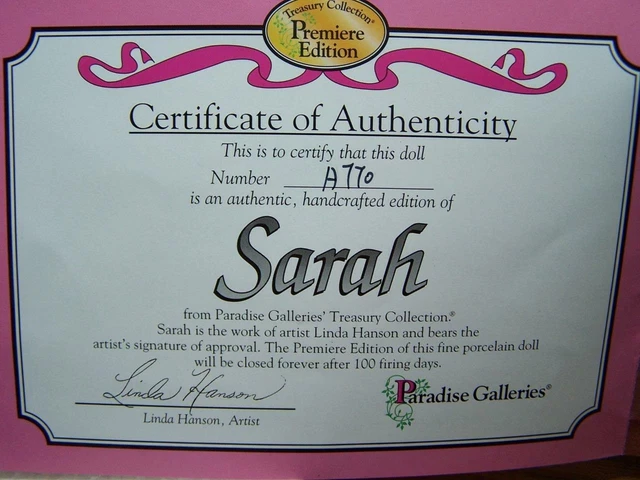 Treasury Collection®
Premiere
Edition
Certificate of Authenticity
This is to certify that this doll
Number A770
is an authentic, handcrafted edition of
Sarah
from Paradise Galleries' Treasury Collection.®
Sarah is the work of artist Linda Hanson and bears the
artist's signature of approval. The Premiere Edition of this fine porcelain doll
will be closed forever after 100 firing days.
Linda Hanson
Linda Hanson, Artist
Paradise Galleries®